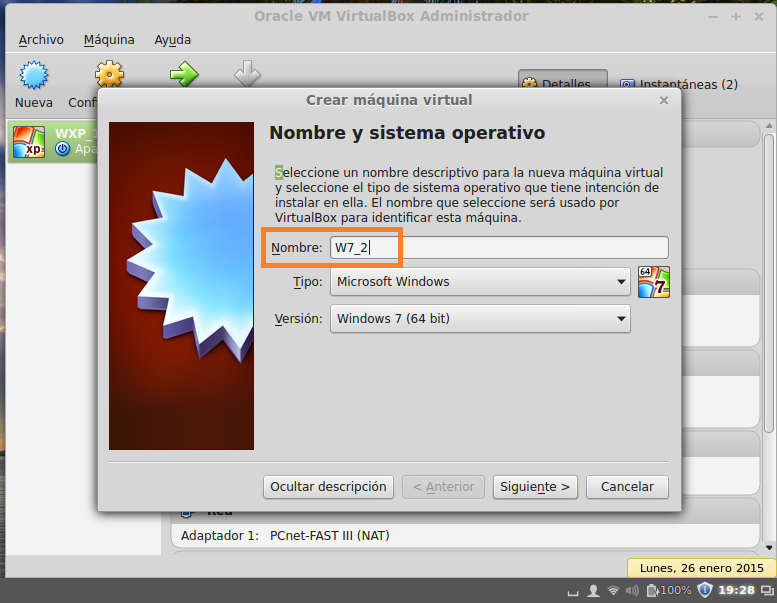 Oracle VM VirtualBox Administrador
Archivo Máquina Ayuda
Nueva Conf
Detalles Instantáneas (2)
Crear máquina virtual
WXP_
xp
Apa
Nombre y sistema operativo
Seleccione un nombre descriptivo para la nueva máquina virtual
y seleccione el tipo de sistema operativo que tiene intención de
instalar en ella. El nombre que seleccione será usado por
VirtualBox para identificar esta máquina.
Nombre: W7_2
Tipo: Microsoft Windows
64
7
Versión: Windows 7 (64 bit)
Ocultar descripción < Anterior Siguiente > Cancelar
Red
Adaptador 1: PCnet-FAST III (NAT)
Lunes, 26 enero 2015
100% 19:28